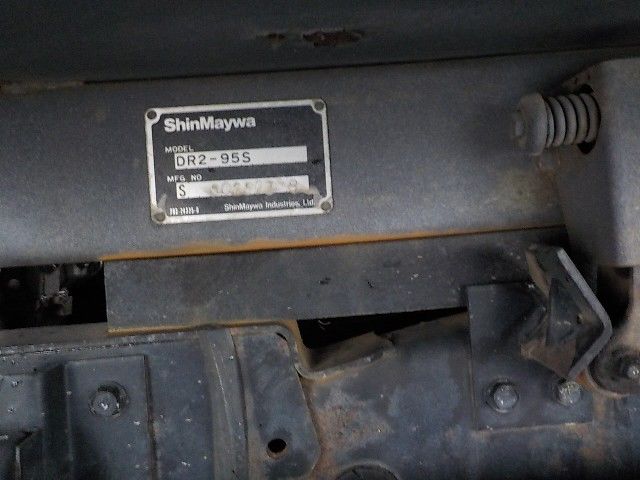 ShinMaywa
MODEL
DR2-95S
MFG NO
S
ShinMaywa Industries, Ltd.